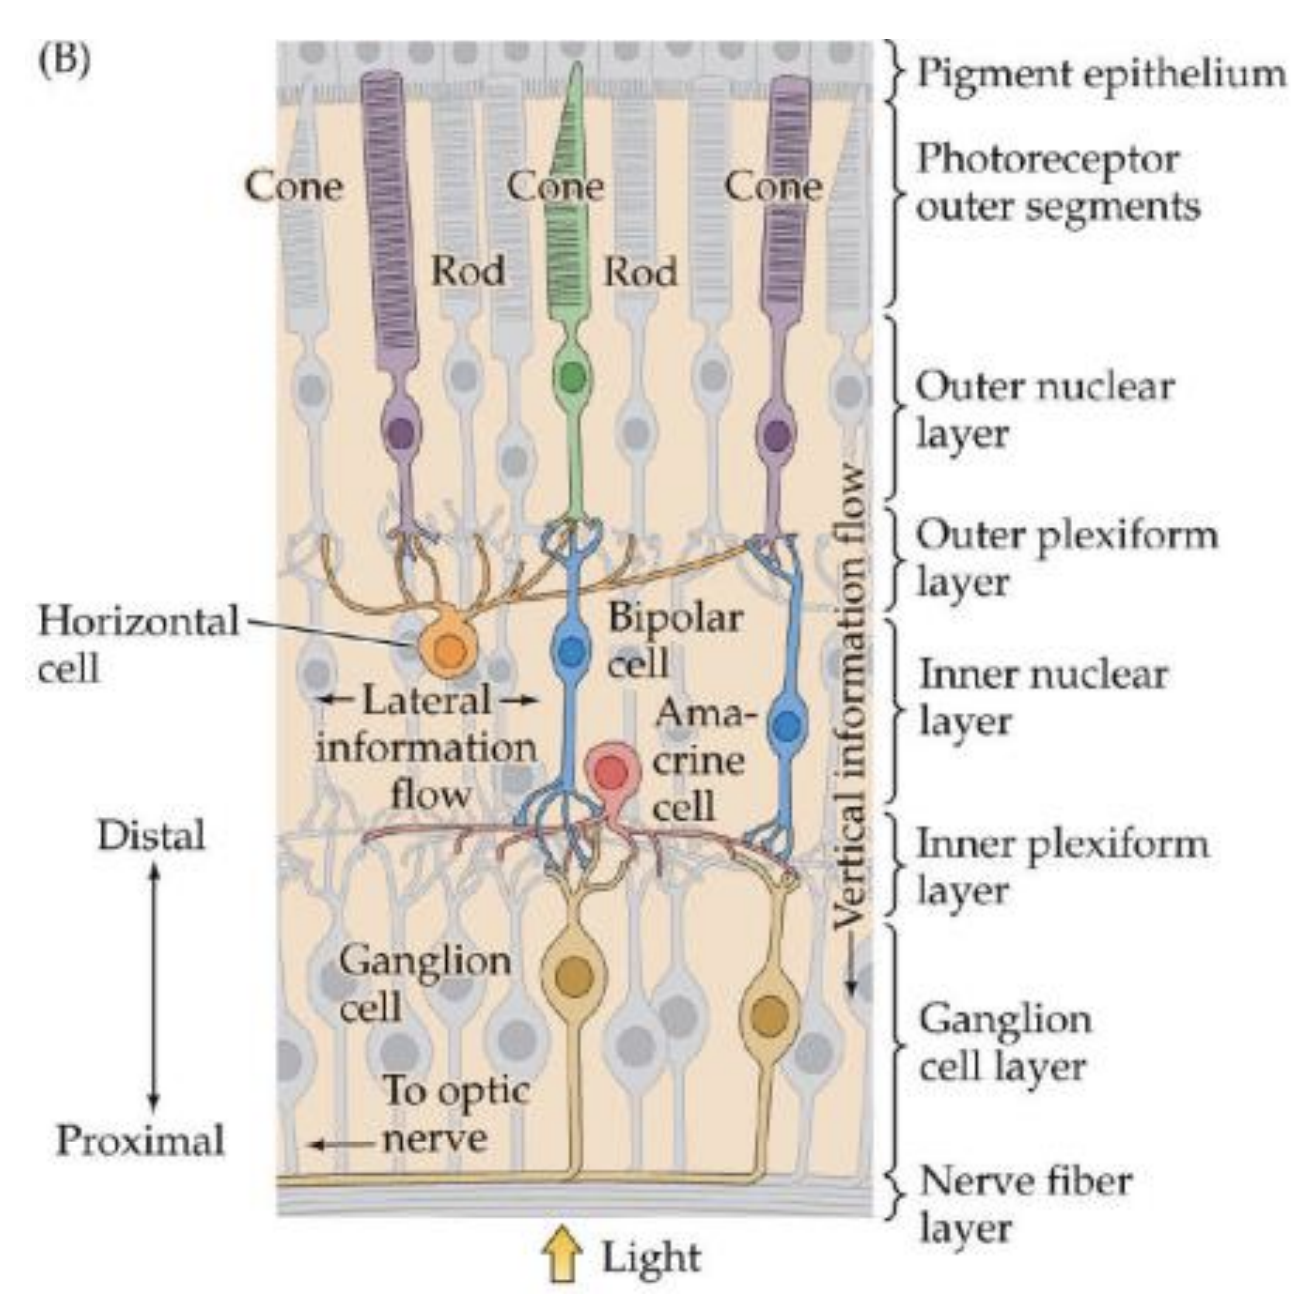 (B)
Pigment epithelium
Photoreceptor
outer segments
Cone
Cone
Cone
Rod
Rod
Outer nuclear
layer
Outer plexiform
layer
Horizontal
cell
Bipolar
cell
Inner nuclear
layer
Lateral
information
flow
Ama-
crine
cell
Vertical information flow
Distal
Inner plexiform
layer
Ganglion
cell
Ganglion
cell layer
To optic
nerve
Proximal
Nerve fiber
layer
Light